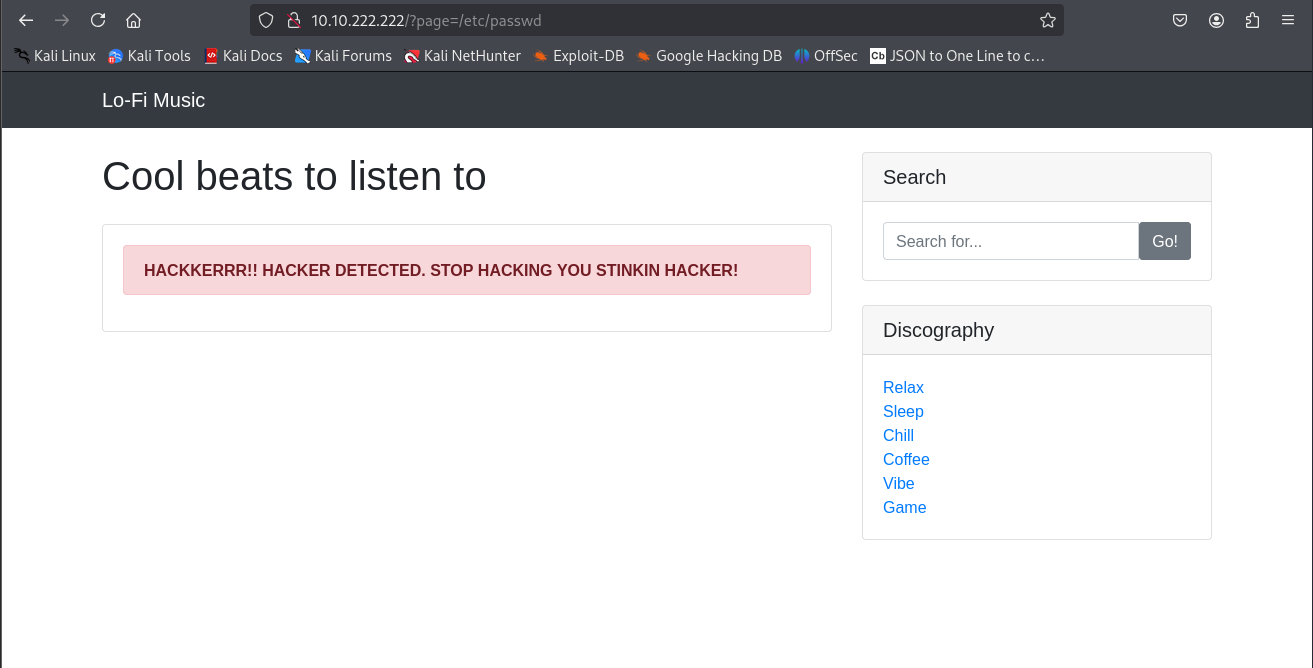 10.10.222.222/?page=/etc/passwd
Kali Linux Kali Tools Kali Docs Kali Forums Kali NetHunter Exploit-DB Google Hacking DB OffSec Cb JSON to One Line to c…
Lo-Fi Music
Cool beats to listen to
HACKKERRR!! HACKER DETECTED. STOP HACKING YOU STINKIN HACKER!
Search
Search for...
Go!
Discography
Relax
Sleep
Chill
Coffee
Vibe
Game